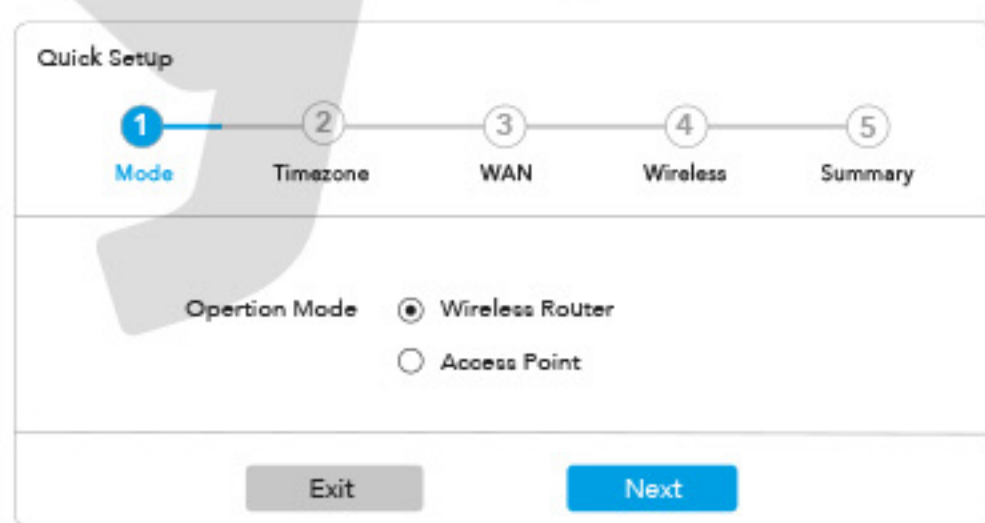 Quick Setup
1 2 3 4 5
Mode Timezone WAN Wireless Summary
Opertion Mode Wireless Router
Access Point
Exit Next